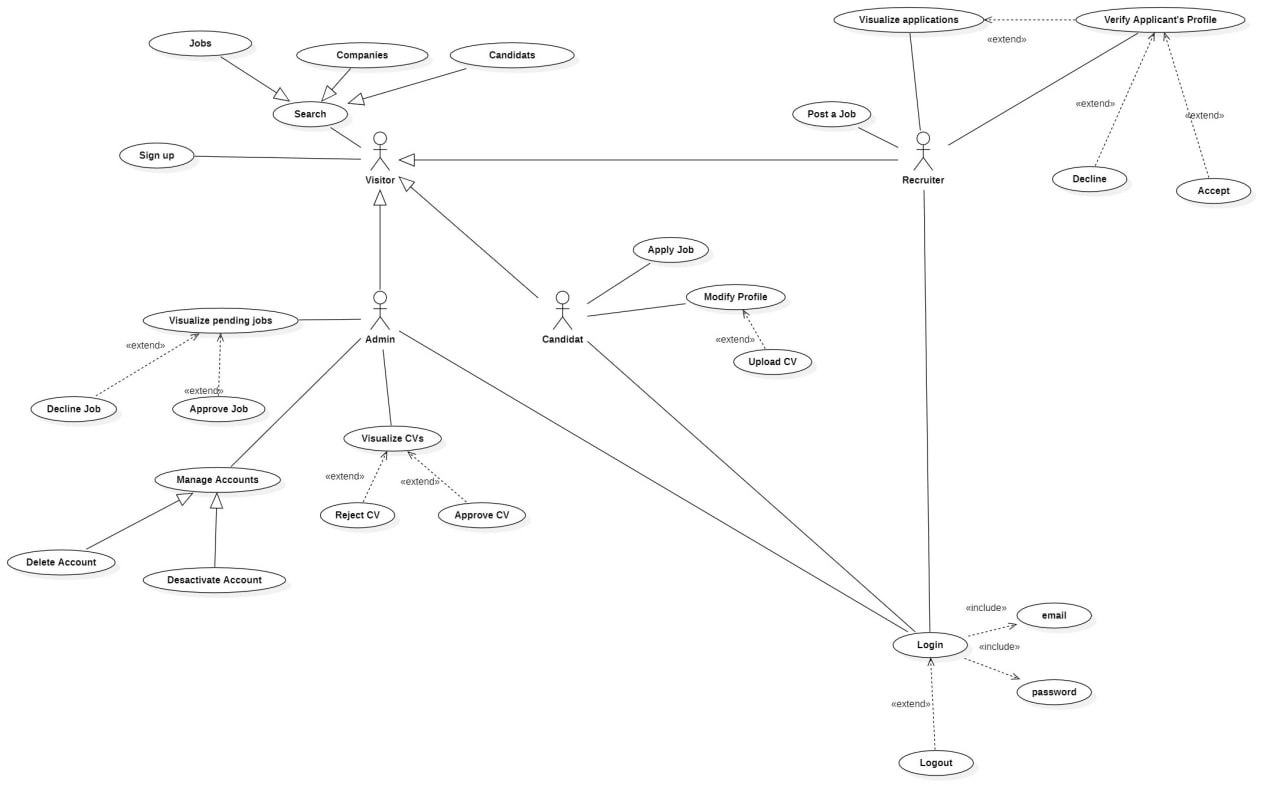 Visualize applications
«extend»
Verify Applicant's Profile
Jobs
Companies
Candidats
Search
Post a Job
«extend»
«extend»
Sign up
Visitor
Recruiter
Decline
Accept
Apply Job
Modify Profile
«extend»
Upload CV
Visualize pending jobs
Admin
Candidat
«extend»
«extend»
Decline Job
Approve Job
Visualize CVs
«extend»
«extend»
Manage Accounts
Reject CV
Approve CV
Delete Account
Desactivate Account
«include»
email
Login
«include»
password
«extend»
Logout